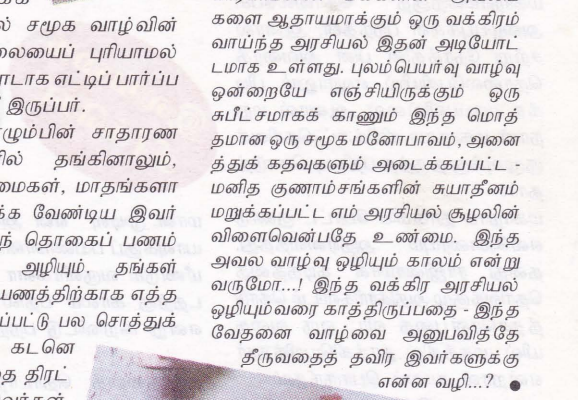 ல் சமூக வாழ்வின்
லையைப் புரியாமல்
ாடாக எட்டிப் பார்ப்ப
இருப்பர்.
ழும்பின் சாதாரண
ில் தங்கினாலும்,
மைகள், மாதங்களா
்க வேண்டிய இவர்
ந் தொகைப் பணம்
அழியும். தங்கள்
யணத்திற்காக எத்த
ப்பட்டு பல சொத்துக்
கடனெ
த திரட்
களை ஆதாயமாக்கும் ஒரு வக்கிரம்
வாய்ந்த அரசியல் இதன் அடியோட்
டமாக உள்ளது. புலம்பெயர்வு வாழ்வு
ஒன்றையே எஞ்சியிருக்கும் ஒரு
சுபீட்சமாகக் காணும் இந்த மொத்
தமான ஒரு சமூக மனோபாவம், அனை
த்துக் கதவுகளும் அடைக்கப்பட்ட -
மனித குணாம்சங்களின் சுயாதீனம்
மறுக்கப்பட்ட எம் அரசியல் சூழலின்
விளைவென்பதே உண்மை. இந்த
அவல வாழ்வு ஒழியும் காலம் என்று
வருமோ...! இந்த வக்கிர அரசியல்
ஒழியும்வரை காத்திருப்பதை - இந்த
வேதனை வாழ்வை அனுபவித்தே
தீருவதைத் தவிர இவர்களுக்கு
என்ன வழி...? ●